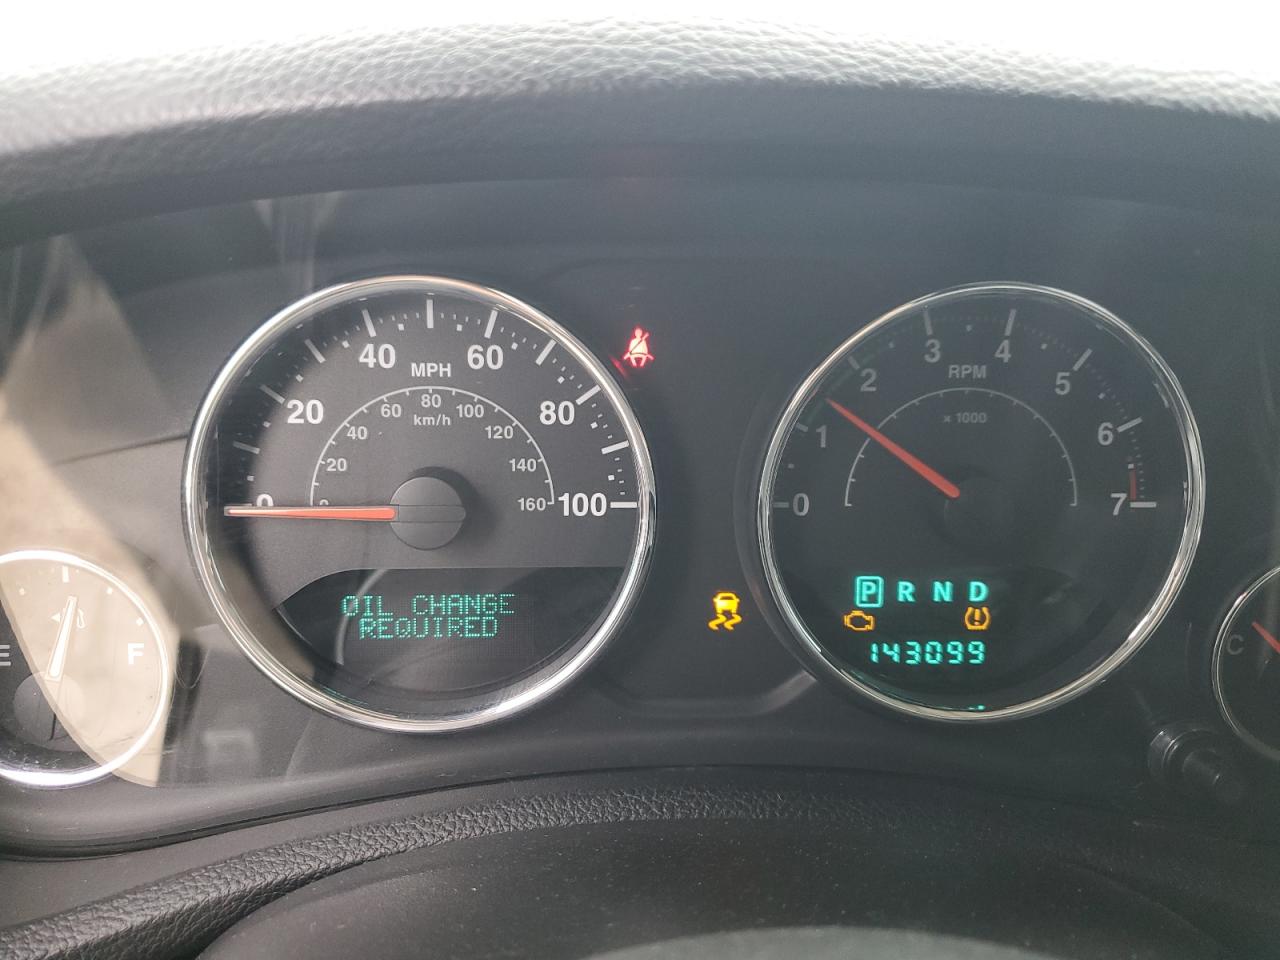 40 MPH 60
20 80
0 100
60 80 100
km/h
40 120
20 140
0 160
OIL CHANGE
REQUIRED
E F
3 4
2 RPM 5
x 1000
1 6
0 7
P R N D
143099
C